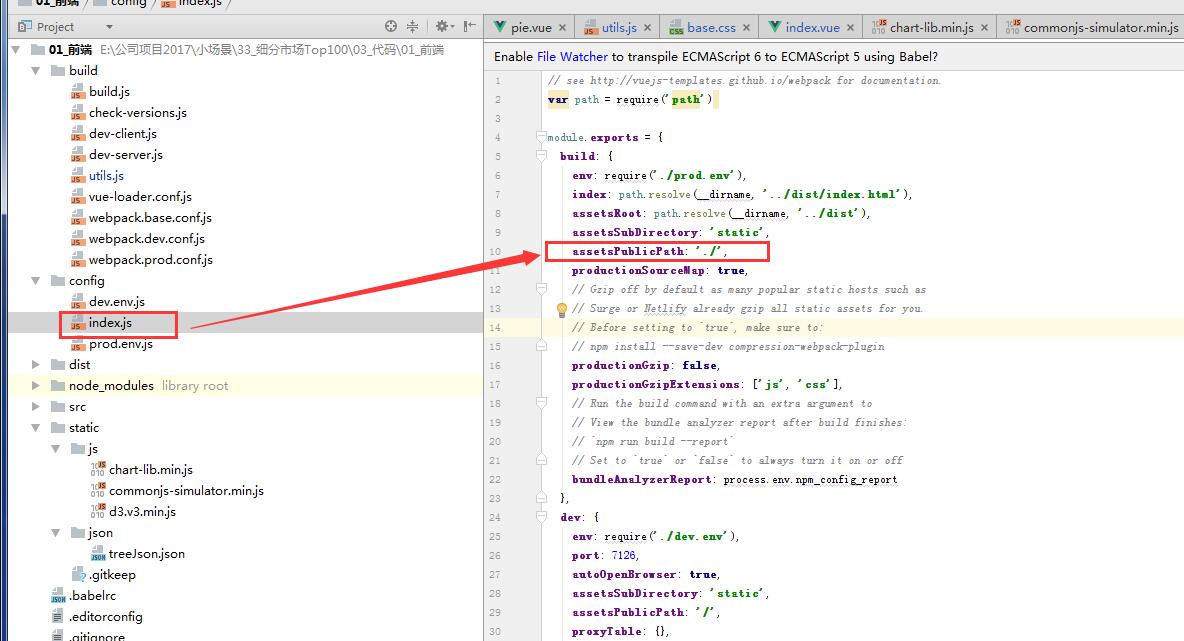 01_前端 config index.js
Project
01_前端 E:\公司项目2017\小场景\33_细分市场Top100\03_代码\01_前端
build
build.js
check-versions.js
dev-client.js
dev-server.js
utils.js
vue-loader.conf.js
webpack.base.conf.js
webpack.dev.conf.js
webpack.prod.conf.js
config
dev.env.js
index.js
prod.env.js
dist
node_modules library root
src
static
js
chart-lib.min.js
commonjs-simulator.min.js
d3.v3.min.js
json
treeJson.json
.gitkeep
.babelrc
.editorconfig
.gitignore
pie.vue utils.js base.css index.vue chart-lib.min.js commonjs-simulator.min.js
Enable File Watcher to transpile ECMAScript 6 to ECMAScript 5 using Babel?
1 // see http://vuejs-templates.github.io/webpack for documentation.
2 var path = require('path')
3
4 module.exports = {
5 build: {
6 env: require('./prod.env'),
7 index: path.resolve(__dirname, '../dist/index.html'),
8 assetsRoot: path.resolve(__dirname, '../dist'),
9 assetsSubDirectory: 'static',
10 assetsPublicPath: './',
11 productionSourceMap: true,
12 // Gzip off by default as many popular static hosts such as
13 // Surge or Netlify already gzip all static assets for you.
14 // Before setting to `true`, make sure to:
15 // npm install --save-dev compression-webpack-plugin
16 productionGzip: false,
17 productionGzipExtensions: ['js', 'css'],
18 // Run the build command with an extra argument to
19 // View the bundle analyzer report after build finishes:
20 // `npm run build --report`
21 // Set to `true` or `false` to always turn it on or off
22 bundleAnalyzerReport: process.env.npm_config_report
23 },
24 dev: {
25 env: require('./dev.env'),
26 port: 7126,
27 autoOpenBrowser: true,
28 assetsSubDirectory: 'static',
29 assetsPublicPath: '/',
30 proxyTable: {},